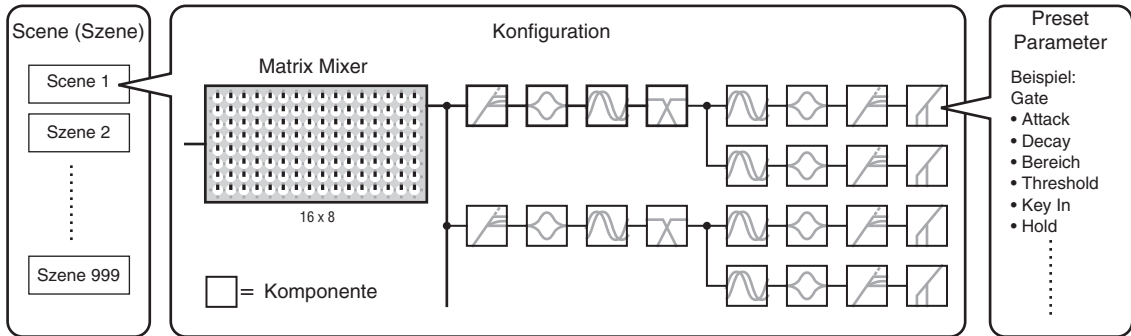 Scene (Szene)
Scene 1
Szene 2
Szene 999
Konfiguration
Matrix Mixer
16 x 8
= Komponente
Preset
Parameter
Beispiel:
Gate
• Attack
• Decay
• Bereich
• Threshold
• Key In
• Hold